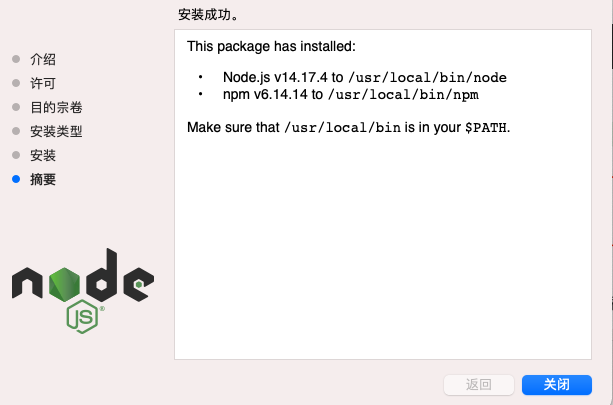 安装成功。
介绍
许可
目的宗卷
安装类型
安装
摘要
This package has installed:
• Node.js v14.17.4 to /usr/local/bin/node
• npm v6.14.14 to /usr/local/bin/npm
Make sure that /usr/local/bin is in your $PATH.
node
JS®
返回
关闭